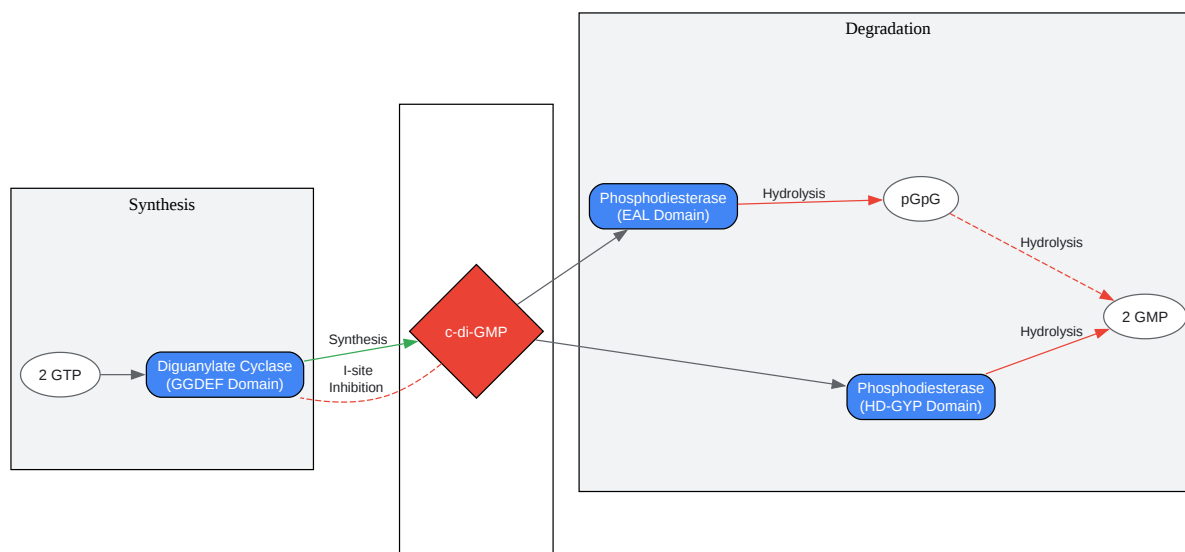 Synthesis
2 GTP
Diguanylate Cyclase
(GGDEF Domain)
Synthesis
I-site
Inhibition
c-di-GMP
Degradation
Phosphodiesterase
(EAL Domain)
Hydrolysis
pGpG
Hydrolysis
2 GMP
Hydrolysis
Phosphodiesterase
(HD-GYP Domain)